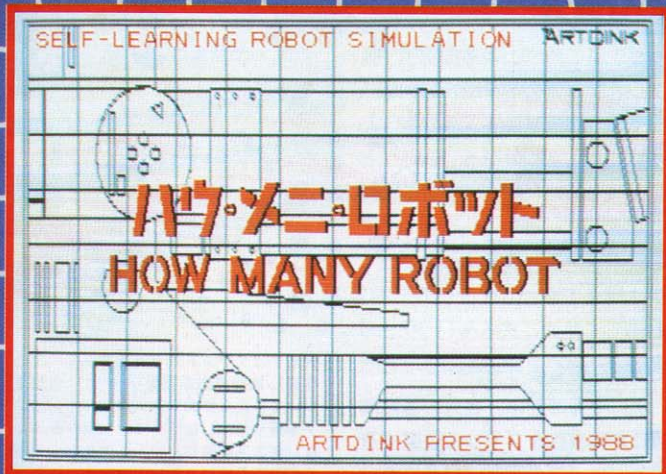 SELF-LEARNING ROBOT SIMULATION ARTDINK
ハウ・メニ・ロボット
HOW MANY ROBOT
ARTDINK PRESENTS 1988